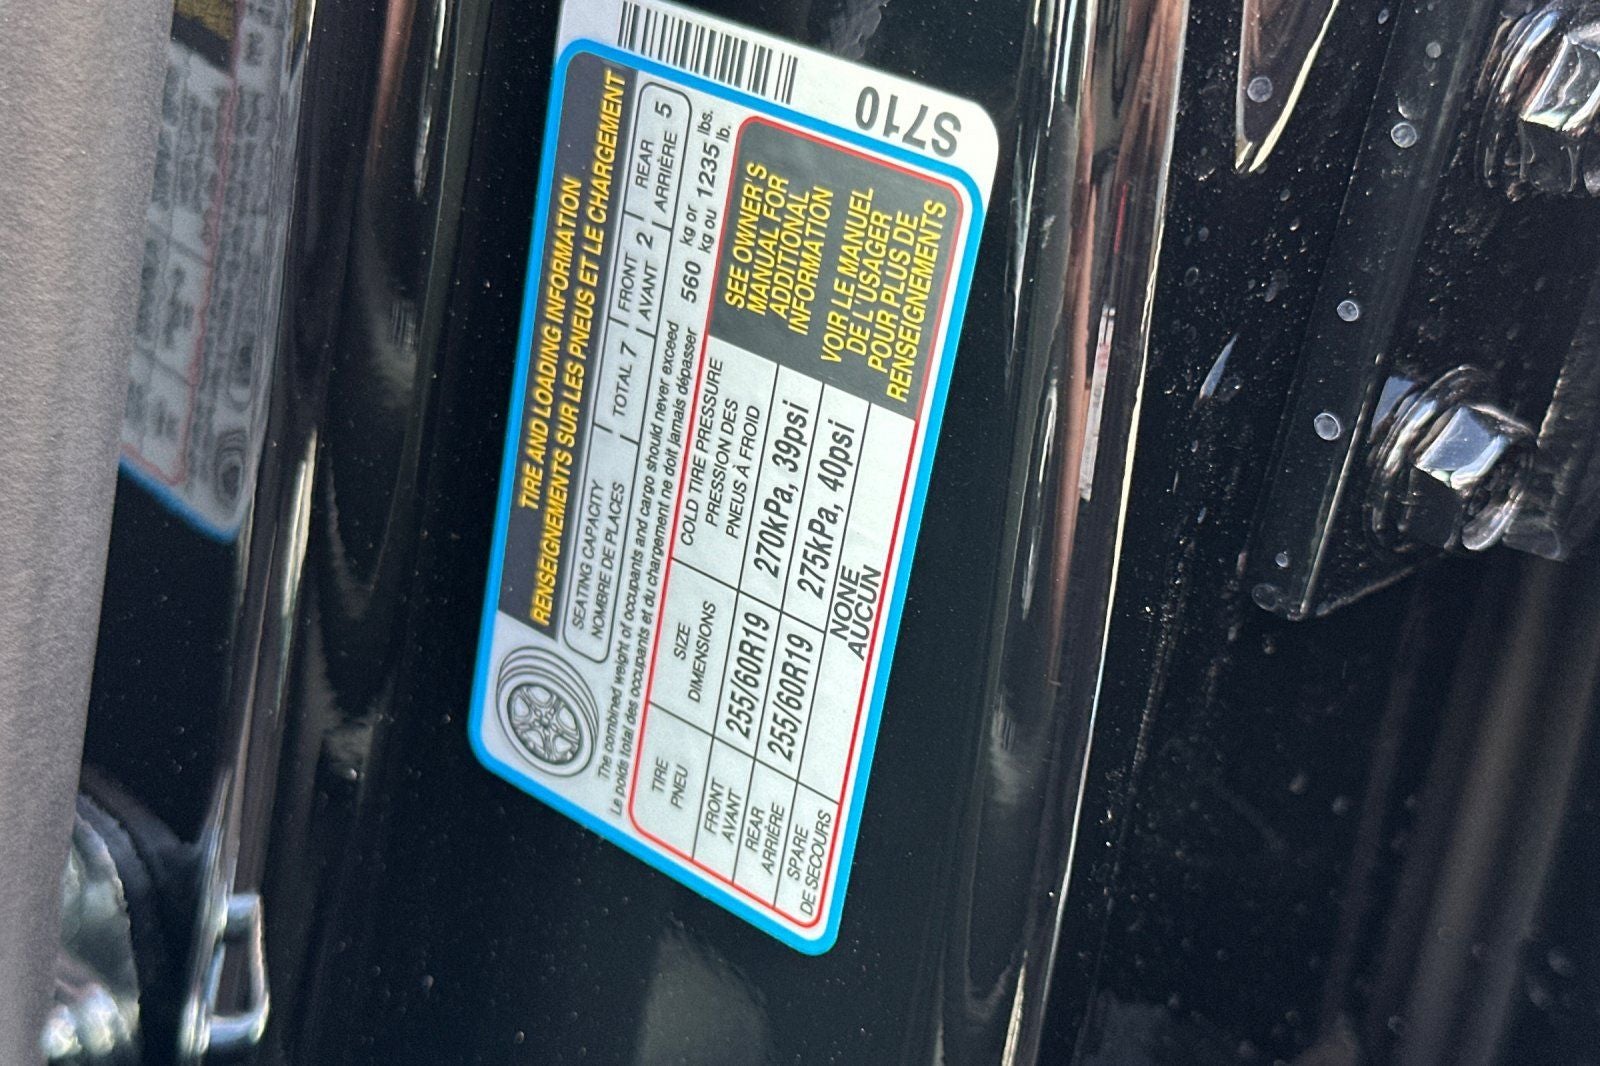 S710
TIRE AND LOADING INFORMATION
RENSEIGNEMENTS SUR LES PNEUS ET LE CHARGEMENT
SEATING CAPACITY
NOMBRE DE PLACES
TOTAL 7
FRONT
AVANT 2
REAR
ARRIÈRE 5
The combined weight of occupants and cargo should never exceed 560 kg or 1235 lbs.
Le poids total des occupants et du chargement ne doit jamais dépasser kg ou lb.
TIRE
PNEU
SIZE
DIMENSIONS
COLD TIRE PRESSURE
PRESSION DES
PNEUS À FROID
FRONT
AVANT
255/60R19
270kPa, 39psi
REAR
ARRIÈRE
255/60R19
275kPa, 40psi
SPARE
DE SECOURS
NONE
AUCUN
SEE OWNER'S
MANUAL FOR
ADDITIONAL
INFORMATION
VOIR LE MANUEL
DE L'USAGER
POUR PLUS DE
RENSEIGNEMENTS